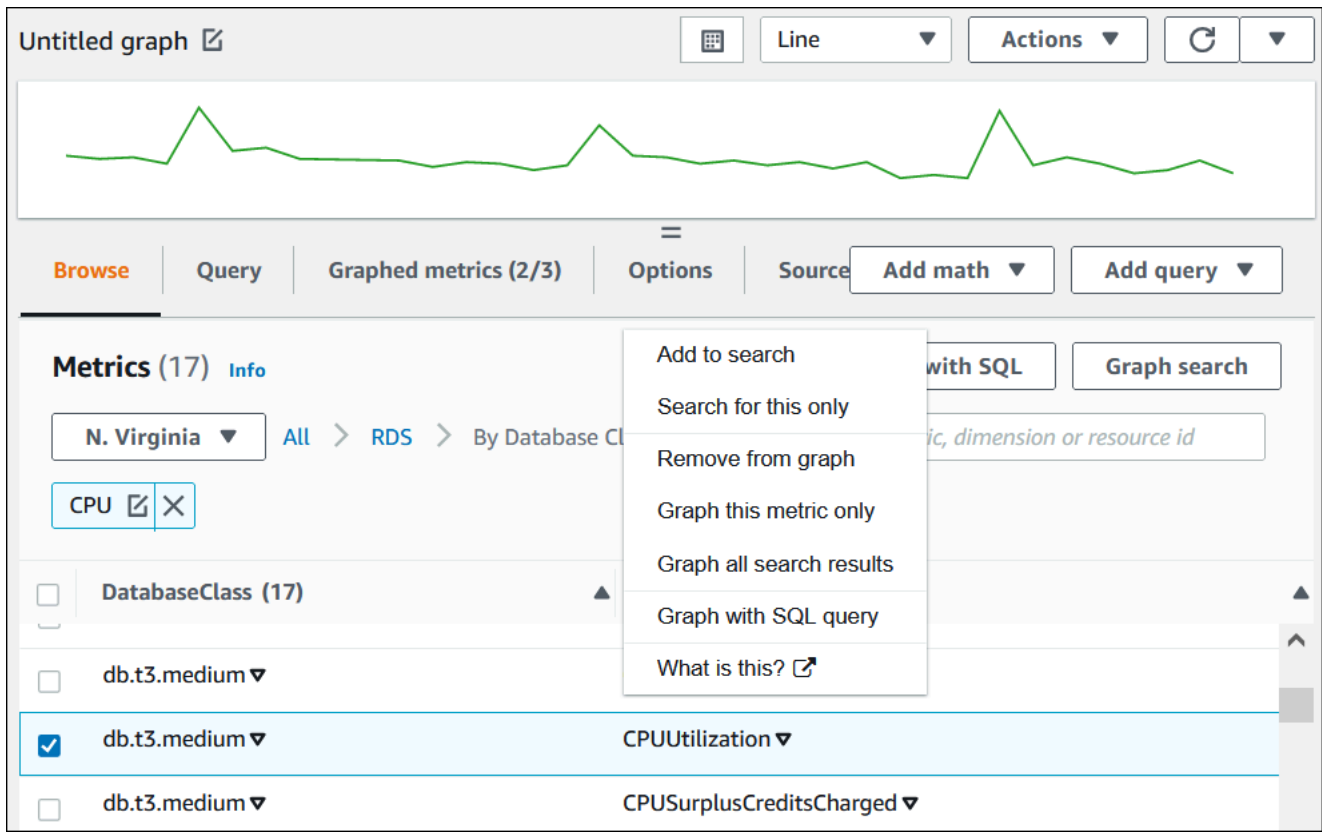 Untitled graph
Line
Actions
Browse
Query
Graphed metrics (2/3)
Options
Source
Add math
Add query
Metrics (17) Info
with SQL
Graph search
N. Virginia
All > RDS > By Database Cl
ic, dimension or resource id
CPU
Add to search
Search for this only
Remove from graph
Graph this metric only
Graph all search results
Graph with SQL query
What is this?
DatabaseClass (17)
db.t3.medium
db.t3.medium CPUUtilization
db.t3.medium CPUSurplusCreditsCharged